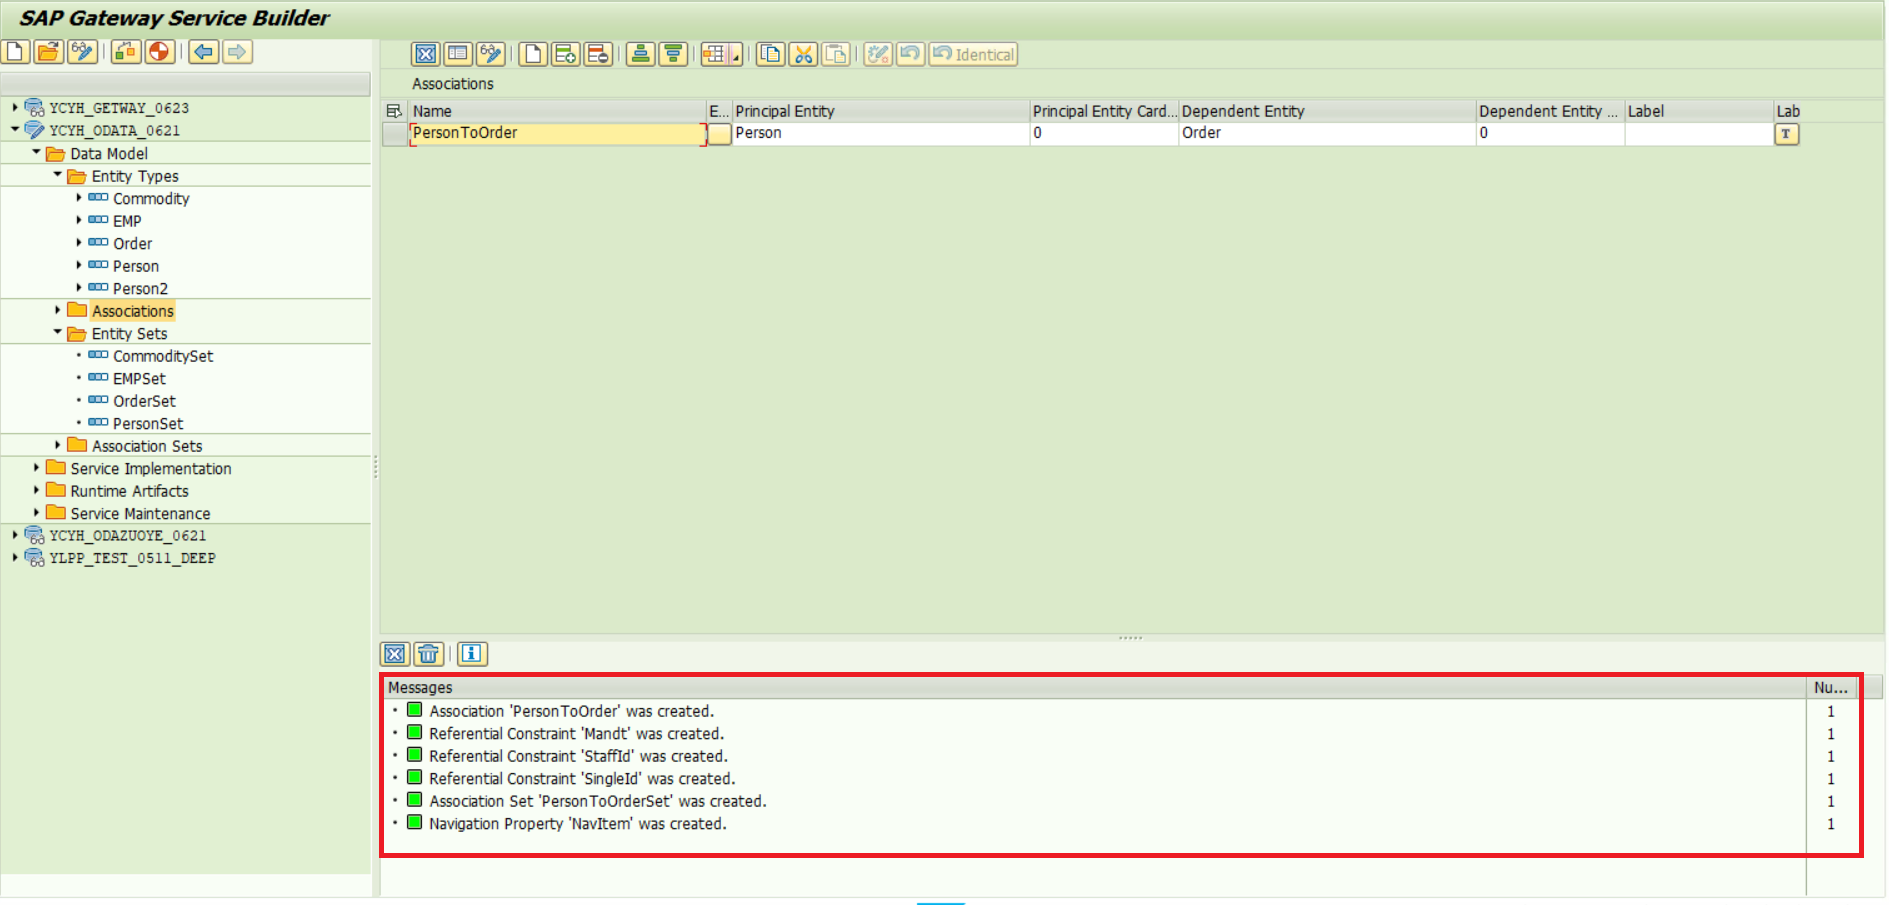 SAP Gateway Service Builder
Identical
YCYH_GETWAY_0623
YCYH_ODATA_0621
Data Model
Entity Types
Commodity
EMP
Order
Person
Person2
Associations
Entity Sets
CommoditySet
EMPSet
OrderSet
PersonSet
Association Sets
Service Implementation
Runtime Artifacts
Service Maintenance
YCYH_ODAZUOYE_0621
YLPP_TEST_0511_DEEP
Associations
Name E... Principal Entity Principal Entity Card... Dependent Entity Dependent Entity ... Label Lab
PersonToOrder Person 0 Order 0 T
Messages Nu...
Association 'PersonToOrder' was created. 1
Referential Constraint 'Mandt' was created. 1
Referential Constraint 'StaffId' was created. 1
Referential Constraint 'SingleId' was created. 1
Association Set 'PersonToOrderSet' was created. 1
Navigation Property 'NavItem' was created. 1